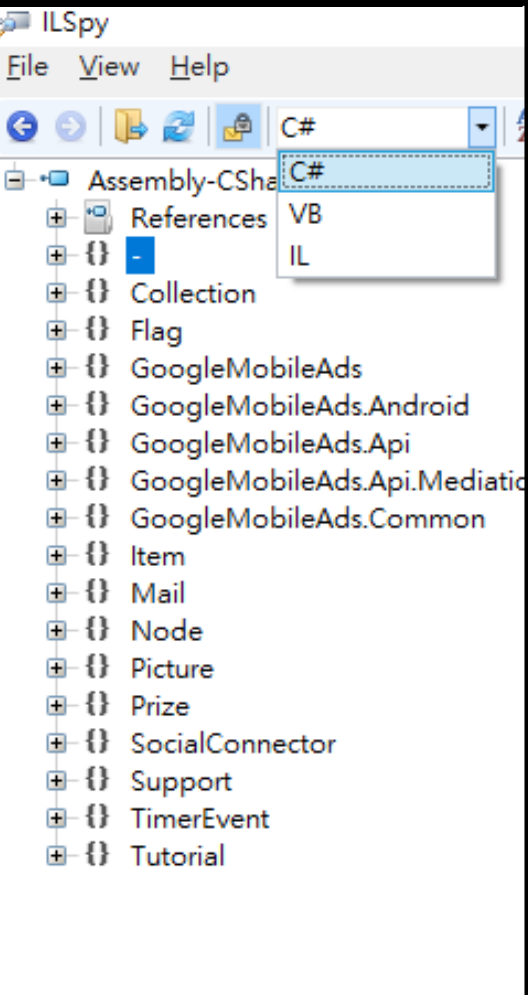 ILSpy
File View Help
C#
Assembly-CSha
C#
References
VB
-
IL
Collection
Flag
GoogleMobileAds
GoogleMobileAds.Android
GoogleMobileAds.Api
GoogleMobileAds.Api.Mediatic
GoogleMobileAds.Common
Item
Mail
Node
Picture
Prize
SocialConnector
Support
TimerEvent
Tutorial